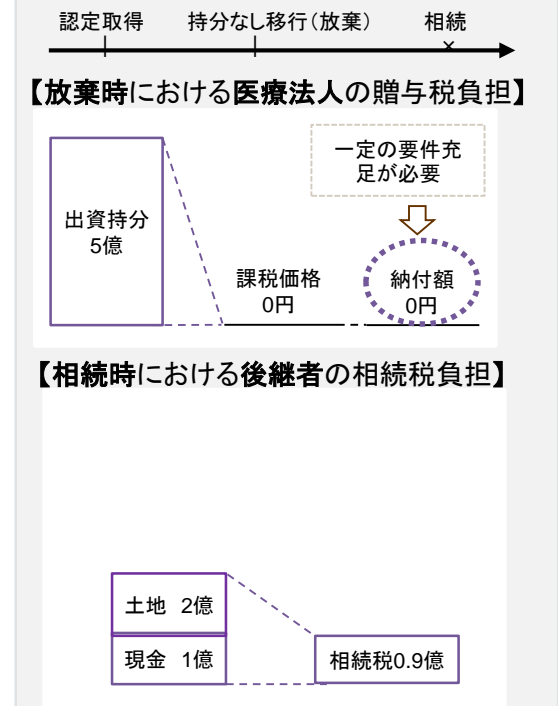 認定取得 持分なし移行(放棄) 相続
【放棄時における医療法人の贈与税負担】
一定の要件充
足が必要
出資持分
5億
課税価格
0円
納付額
0円
【相続時における後継者の相続税負担】
土地 2億
現金 1億
相続税0.9億